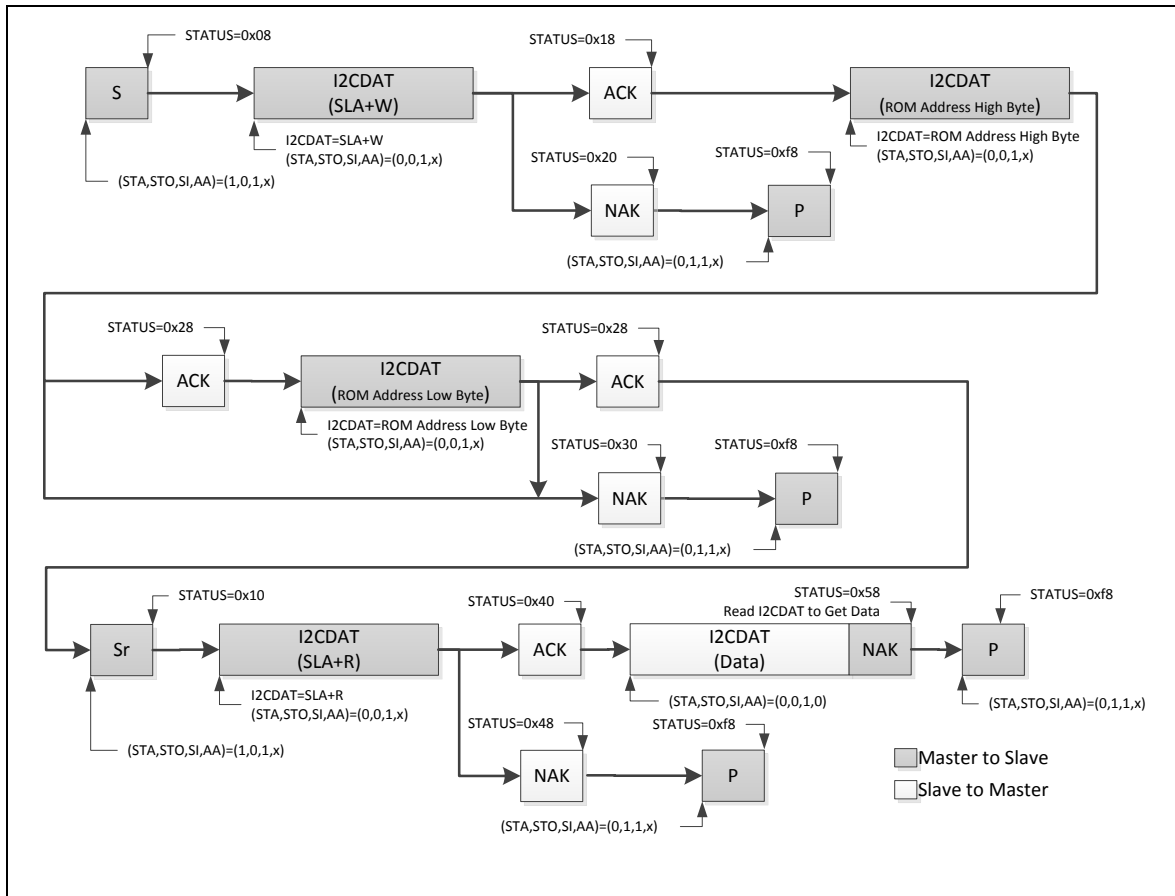 STATUS=0x08
STATUS=0x18
S
I2CDAT
(SLA+W)
ACK
I2CDAT
(ROM Address High Byte)
I2CDAT=SLA+W
(STA,STO,SI,AA)=(0,0,1,x)
I2CDAT=ROM Address High Byte
(STA,STO,SI,AA)=(0,0,1,x)
(STA,STO,SI,AA)=(1,0,1,x)
STATUS=0x20
STATUS=0xf8
NAK
P
(STA,STO,SI,AA)=(0,1,1,x)
STATUS=0x28
STATUS=0x28
ACK
I2CDAT
(ROM Address Low Byte)
ACK
I2CDAT=ROM Address Low Byte
(STA,STO,SI,AA)=(0,0,1,x)
STATUS=0x30
STATUS=0xf8
NAK
P
(STA,STO,SI,AA)=(0,1,1,x)
STATUS=0x10
STATUS=0x40
STATUS=0x58
Read I2CDAT to Get Data
STATUS=0xf8
Sr
I2CDAT
(SLA+R)
ACK
I2CDAT
(Data)
NAK
P
I2CDAT=SLA+R
(STA,STO,SI,AA)=(0,0,1,x)
(STA,STO,SI,AA)=(0,0,1,0)
(STA,STO,SI,AA)=(0,1,1,x)
(STA,STO,SI,AA)=(1,0,1,x)
STATUS=0x48
STATUS=0xf8
NAK
P
(STA,STO,SI,AA)=(0,1,1,x)
Master to Slave
Slave to Master